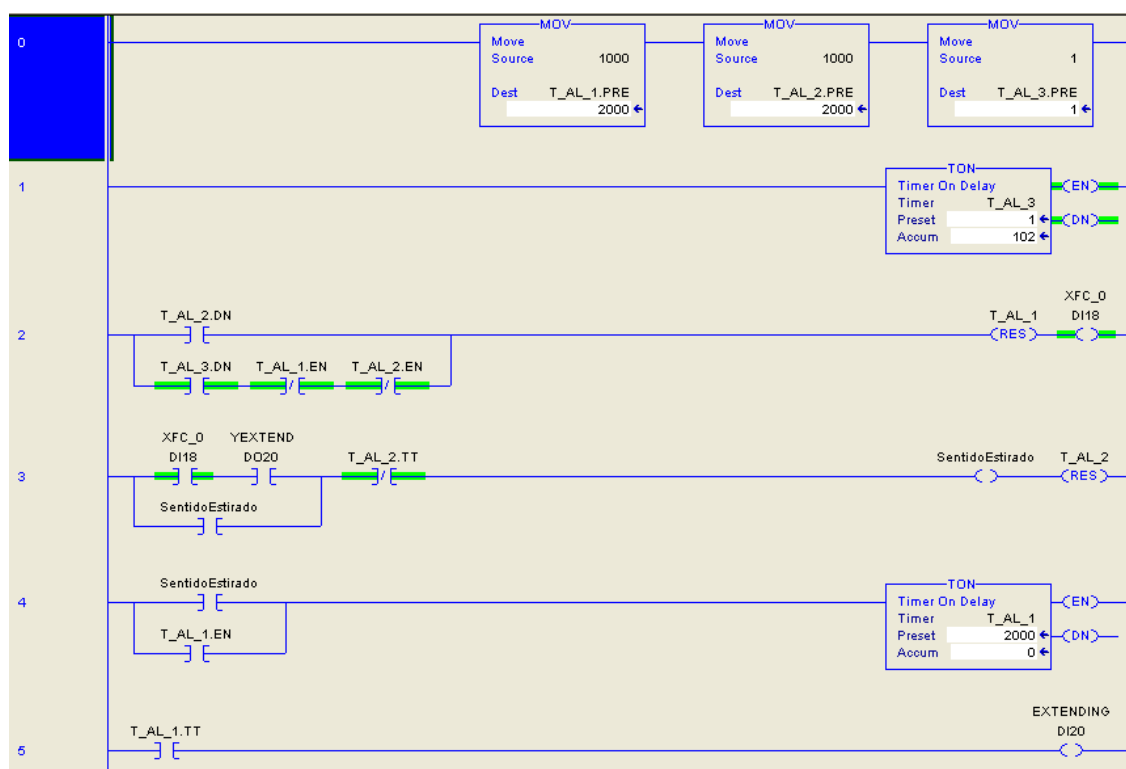 0
MOV
Move
Source 1000
Dest T_AL_1.PRE
2000
MOV
Move
Source 1000
Dest T_AL_2.PRE
2000
MOV
Move
Source 1
Dest T_AL_3.PRE
1
1
TON
Timer On Delay
Timer T_AL_3
Preset 1
Accum 102
EN
DN
2
T_AL_2.DN
T_AL_3.DN T_AL_1.EN T_AL_2.EN
T_AL_1
RES
XFC_0
DI18
3
XFC_0
DI18
YEXTEND
DO20
T_AL_2.TT
SentidoEstirado
SentidoEstirado
T_AL_2
RES
4
SentidoEstirado
T_AL_1.EN
TON
Timer On Delay
Timer T_AL_1
Preset 2000
Accum 0
EN
DN
5
T_AL_1.TT
EXTENDING
DI20